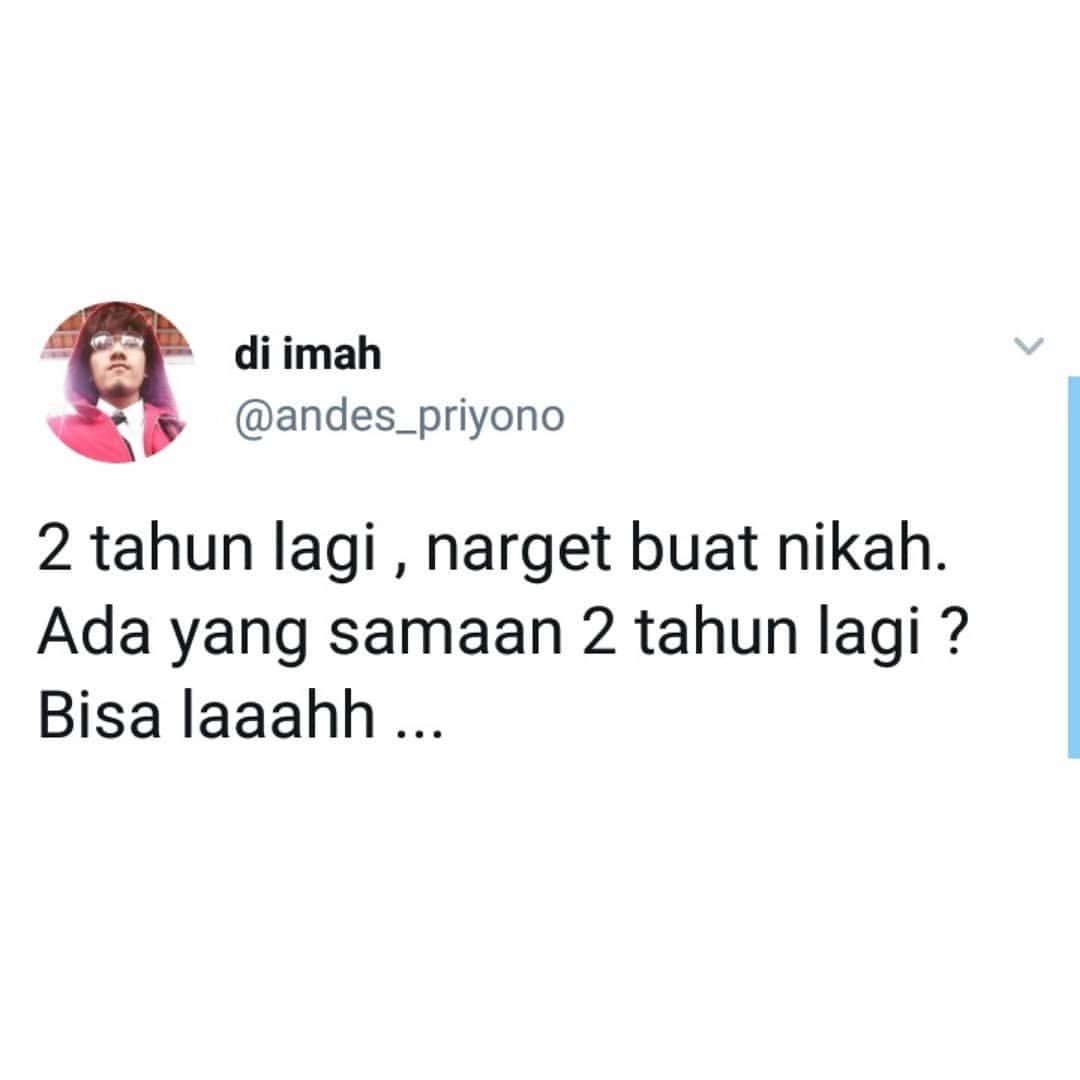 di imah
@andes_priyono
2 tahun lagi , narget buat nikah.
Ada yang samaan 2 tahun lagi ?
Bisa laaahh ...